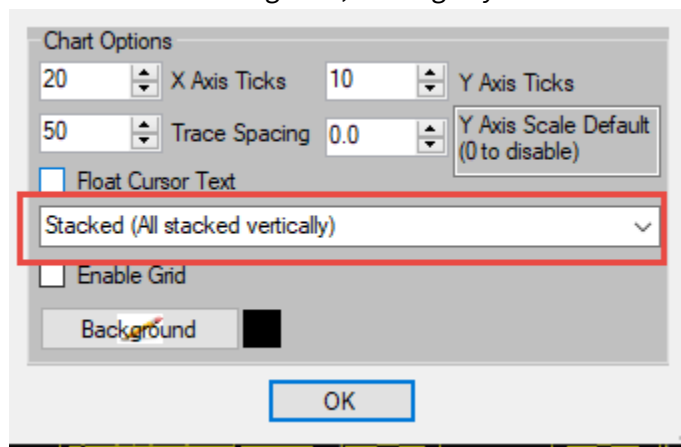 Chart Options
20 X Axis Ticks 10 Y Axis Ticks
50 Trace Spacing 0.0 Y Axis Scale Default
(0 to disable)
Float Cursor Text
Stacked (All stacked vertically)
Enable Grid
Background
OK